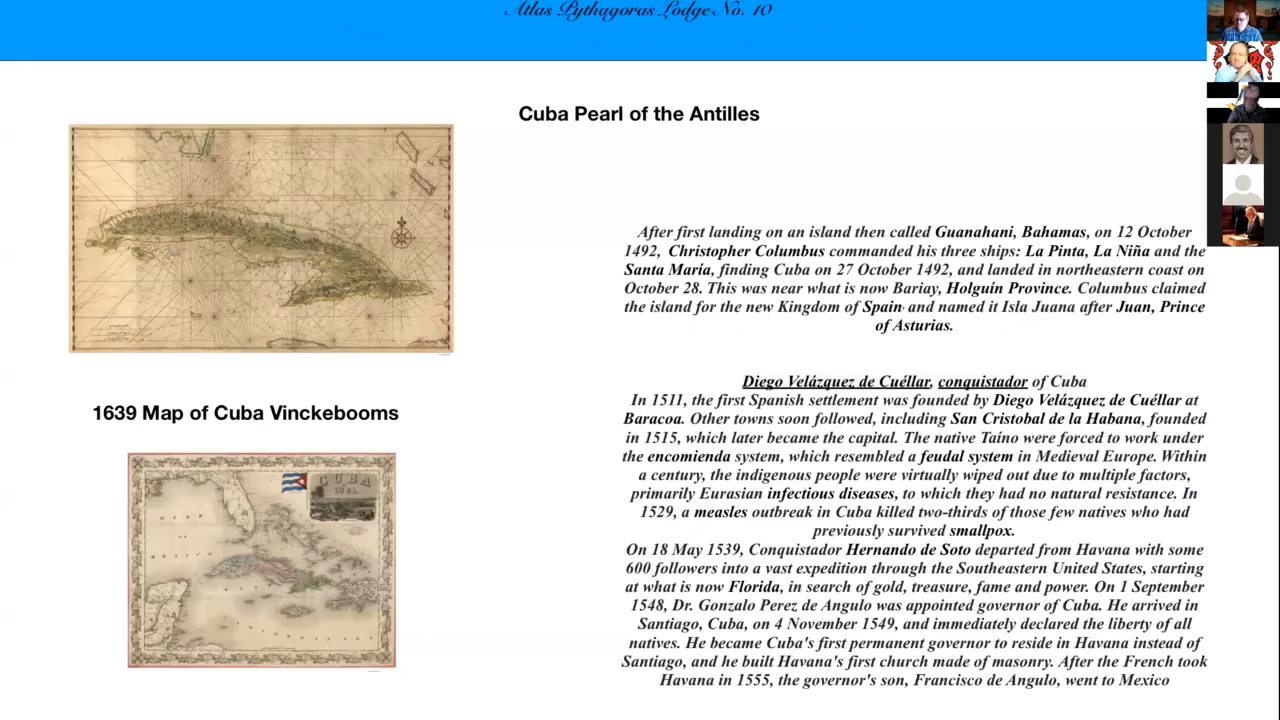 Atlas Pythagoras Lodge No. 10
Cuba Pearl of the Antilles
After first landing on an island then called Guanahani, Bahamas, on 12 October
1492, Christopher Columbus commanded his three ships: La Pinta, La Niña and the
Santa María, finding Cuba on 27 October 1492, and landed in northeastern coast on
October 28. This was near what is now Bariay, Holguín Province. Columbus claimed
the island for the new Kingdom of Spain, and named it Isla Juana after Juan, Prince
of Asturias.
1639 Map of Cuba Vinckebooms
CUBA
GULF
OF
MEXICO
Diego Velázquez de Cuéllar, conquistador of Cuba
In 1511, the first Spanish settlement was founded by Diego Velázquez de Cuéllar at
Baracoa. Other towns soon followed, including San Cristobal de la Habana, founded
in 1515, which later became the capital. The native Taíno were forced to work under
the encomienda system, which resembled a feudal system in Medieval Europe. Within
a century, the indigenous people were virtually wiped out due to multiple factors,
primarily Eurasian infectious diseases, to which they had no natural resistance. In
1529, a measles outbreak in Cuba killed two-thirds of those few natives who had
previously survived smallpox.
On 18 May 1539, Conquistador Hernando de Soto departed from Havana with some
600 followers into a vast expedition through the Southeastern United States, starting
at what is now Florida, in search of gold, treasure, fame and power. On 1 September
1548, Dr. Gonzalo Perez de Angulo was appointed governor of Cuba. He arrived in
Santiago, Cuba, on 4 November 1549, and immediately declared the liberty of all
natives. He became Cuba's first permanent governor to reside in Havana instead of
Santiago, and he built Havana's first church made of masonry. After the French took
Havana in 1555, the governor's son, Francisco de Angulo, went to Mexico